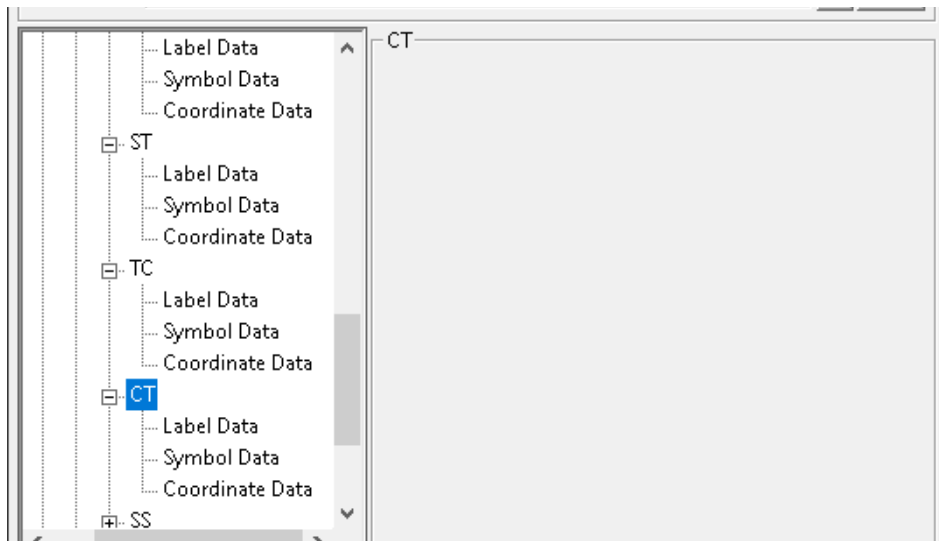 Label Data
Symbol Data
Coordinate Data
ST
Label Data
Symbol Data
Coordinate Data
TC
Label Data
Symbol Data
Coordinate Data
CT
Label Data
Symbol Data
Coordinate Data
SS
CT